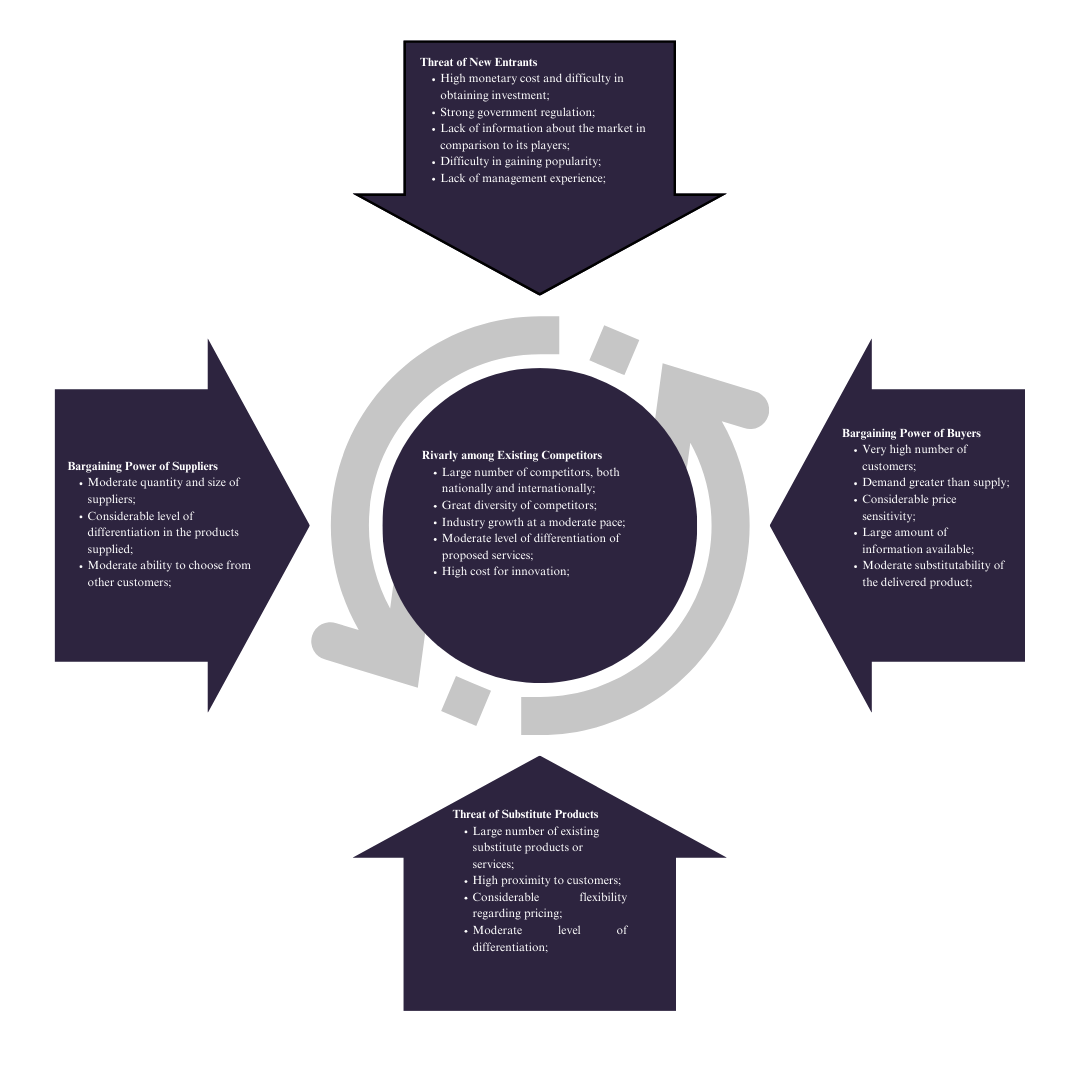 Threat of New Entrants
• High monetary cost and difficulty in
obtaining investment;
• Strong government regulation;
• Lack of information about the market in
comparison to its players;
• Difficulty in gaining popularity;
• Lack of management experience;
Bargaining Power of Suppliers
• Moderate quantity and size of
suppliers;
• Considerable level of
differentiation in the products
supplied;
• Moderate ability to choose from
other customers;
Rivarly among Existing Competitors
• Large number of competitors, both
nationally and internationally;
• Great diversity of competitors;
• Industry growth at a moderate pace;
• Moderate level of differentiation of
proposed services;
• High cost for innovation;
Bargaining Power of Buyers
• Very high number of
customers;
• Demand greater than supply;
• Considerable price
sensitivity;
• Large amount of
information available;
• Moderate substitutability of
the delivered product;
Threat of Substitute Products
• Large number of existing
substitute products or
services;
• High proximity to customers;
• Considerable flexibility
regarding pricing;
• Moderate level of
differentiation;